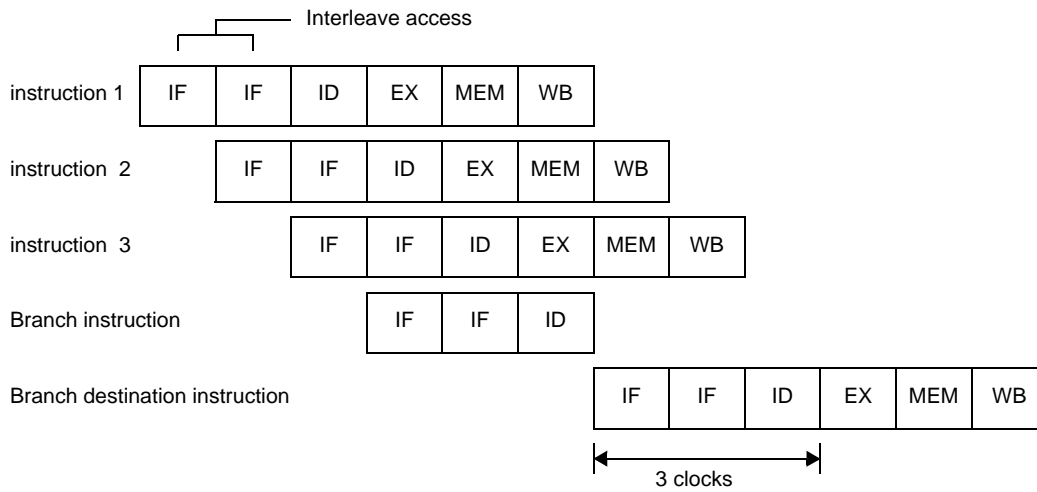 Interleave access
instruction 1 IF IF ID EX MEM WB
instruction 2 IF IF ID EX MEM WB
instruction 3 IF IF ID EX MEM WB
Branch instruction IF IF ID
Branch destination instruction IF IF ID EX MEM WB
3 clocks